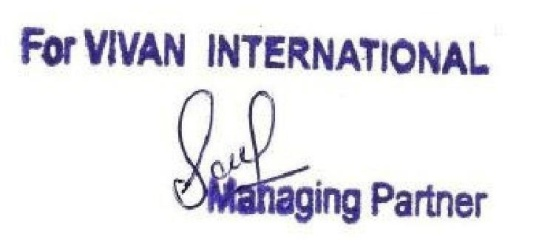 For VIVAN INTERNATIONAL
Managing Partner